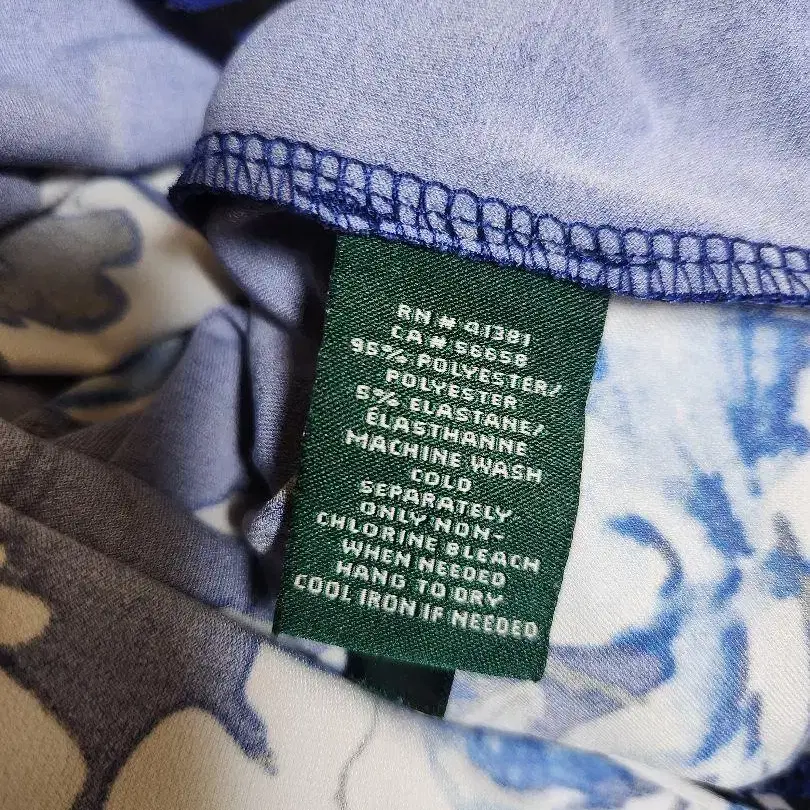 RN # 41381
CA # 56658
95% POLYESTER/
POLYESTER
5% ELASTANE/
ELASTHANNE
MACHINE WASH
COLD
SEPARATELY
ONLY NON-
CHLORINE BLEACH
WHEN NEEDED
HANG TO DRY
COOL IRON IF NEEDED